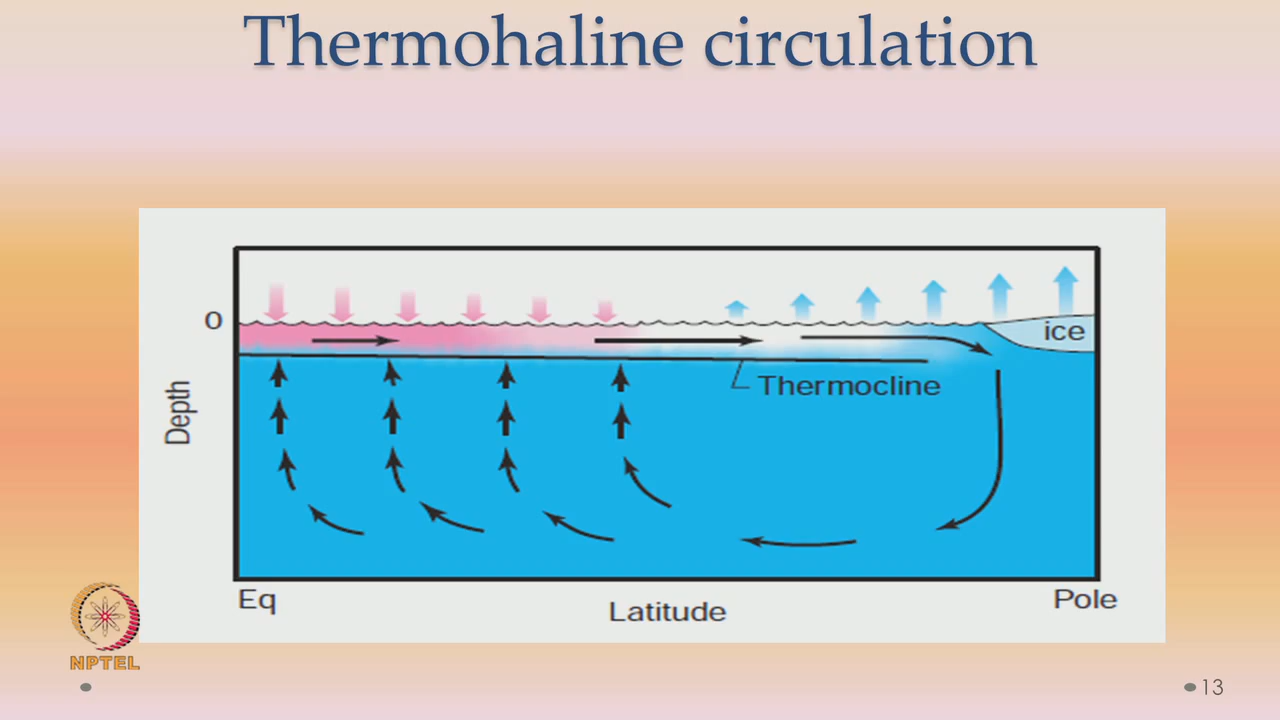 Thermohaline circulation
0
ice
Thermocline
Depth
Eq
Latitude
Pole
NPTEL
13